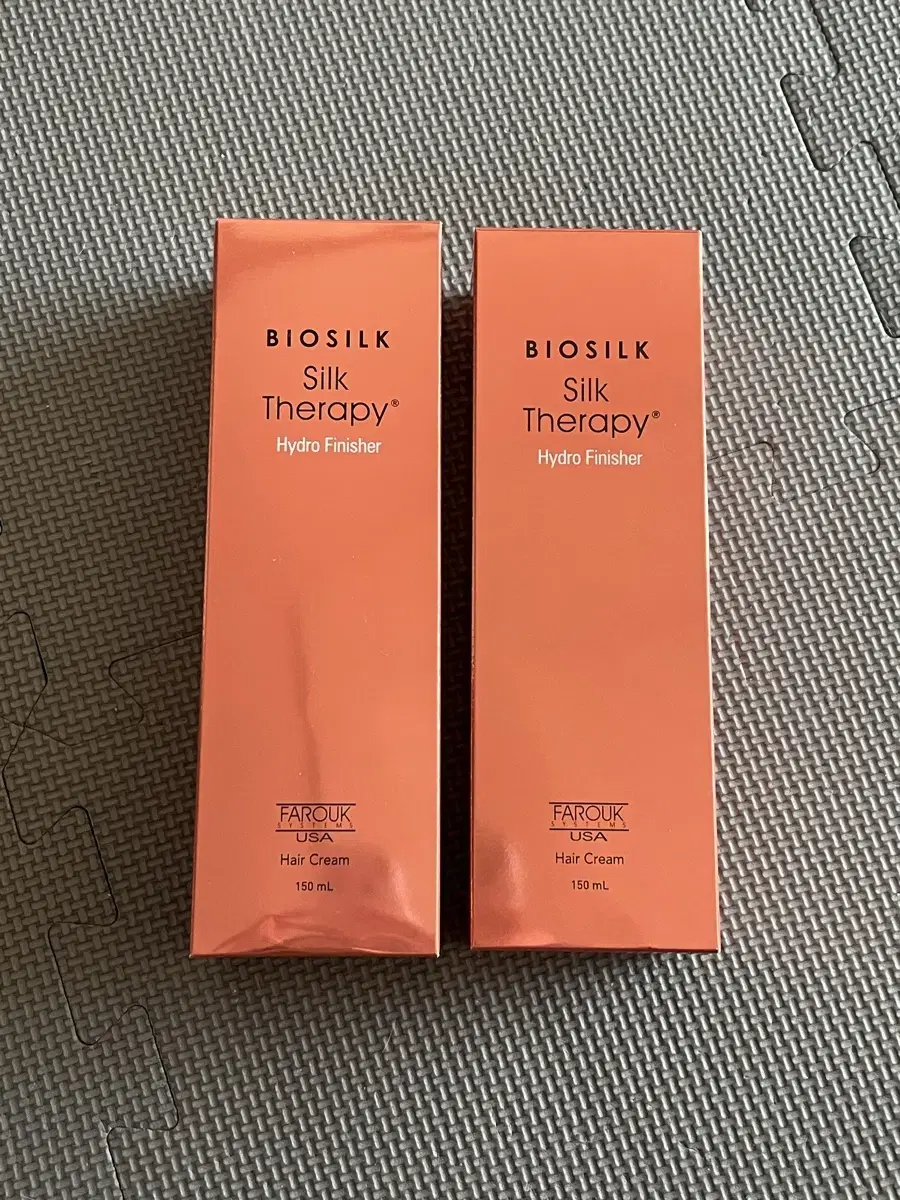 BIOSILK
Silk
Therapy®
Hydro Finisher
FAROUK
SYSTEMS
USA
Hair Cream
150 mL
BIOSILK
Silk
Therapy®
Hydro Finisher
FAROUK
SYSTEMS
USA
Hair Cream
150 mL